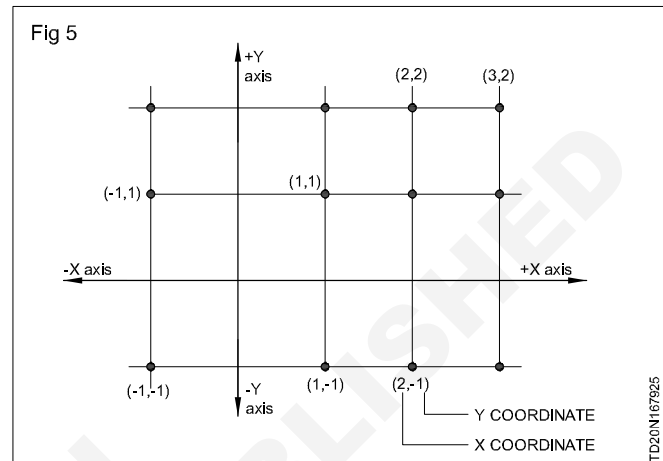 Fig 5
+Y
axis
(2,2)
(3,2)
(-1,1)
(1,1)
-X axis
+X axis
(-1,-1)
-Y
axis
(1,-1)
(2,-1)
Y COORDINATE
X COORDINATE
TD20N167925
BLISHED